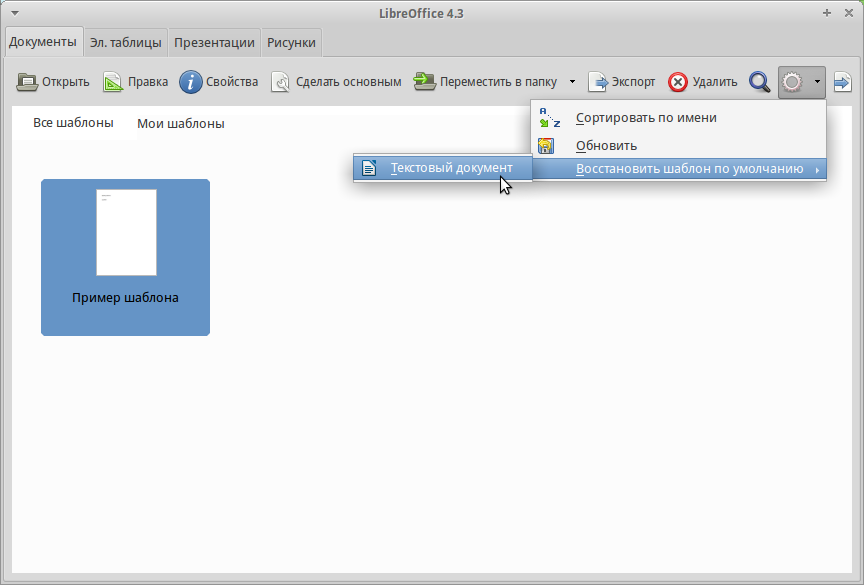 LibreOffice 4.3
Документы Эл. таблицы Презентации Рисунки
Открыть Правка Свойства Сделать основным Переместить в папку Экспорт Удалить
Все шаблоны Мои шаблоны
A Z Сортировать по имени
Обновить
Текстовый документ Восстановить шаблон по умолчанию
Пример шаблона